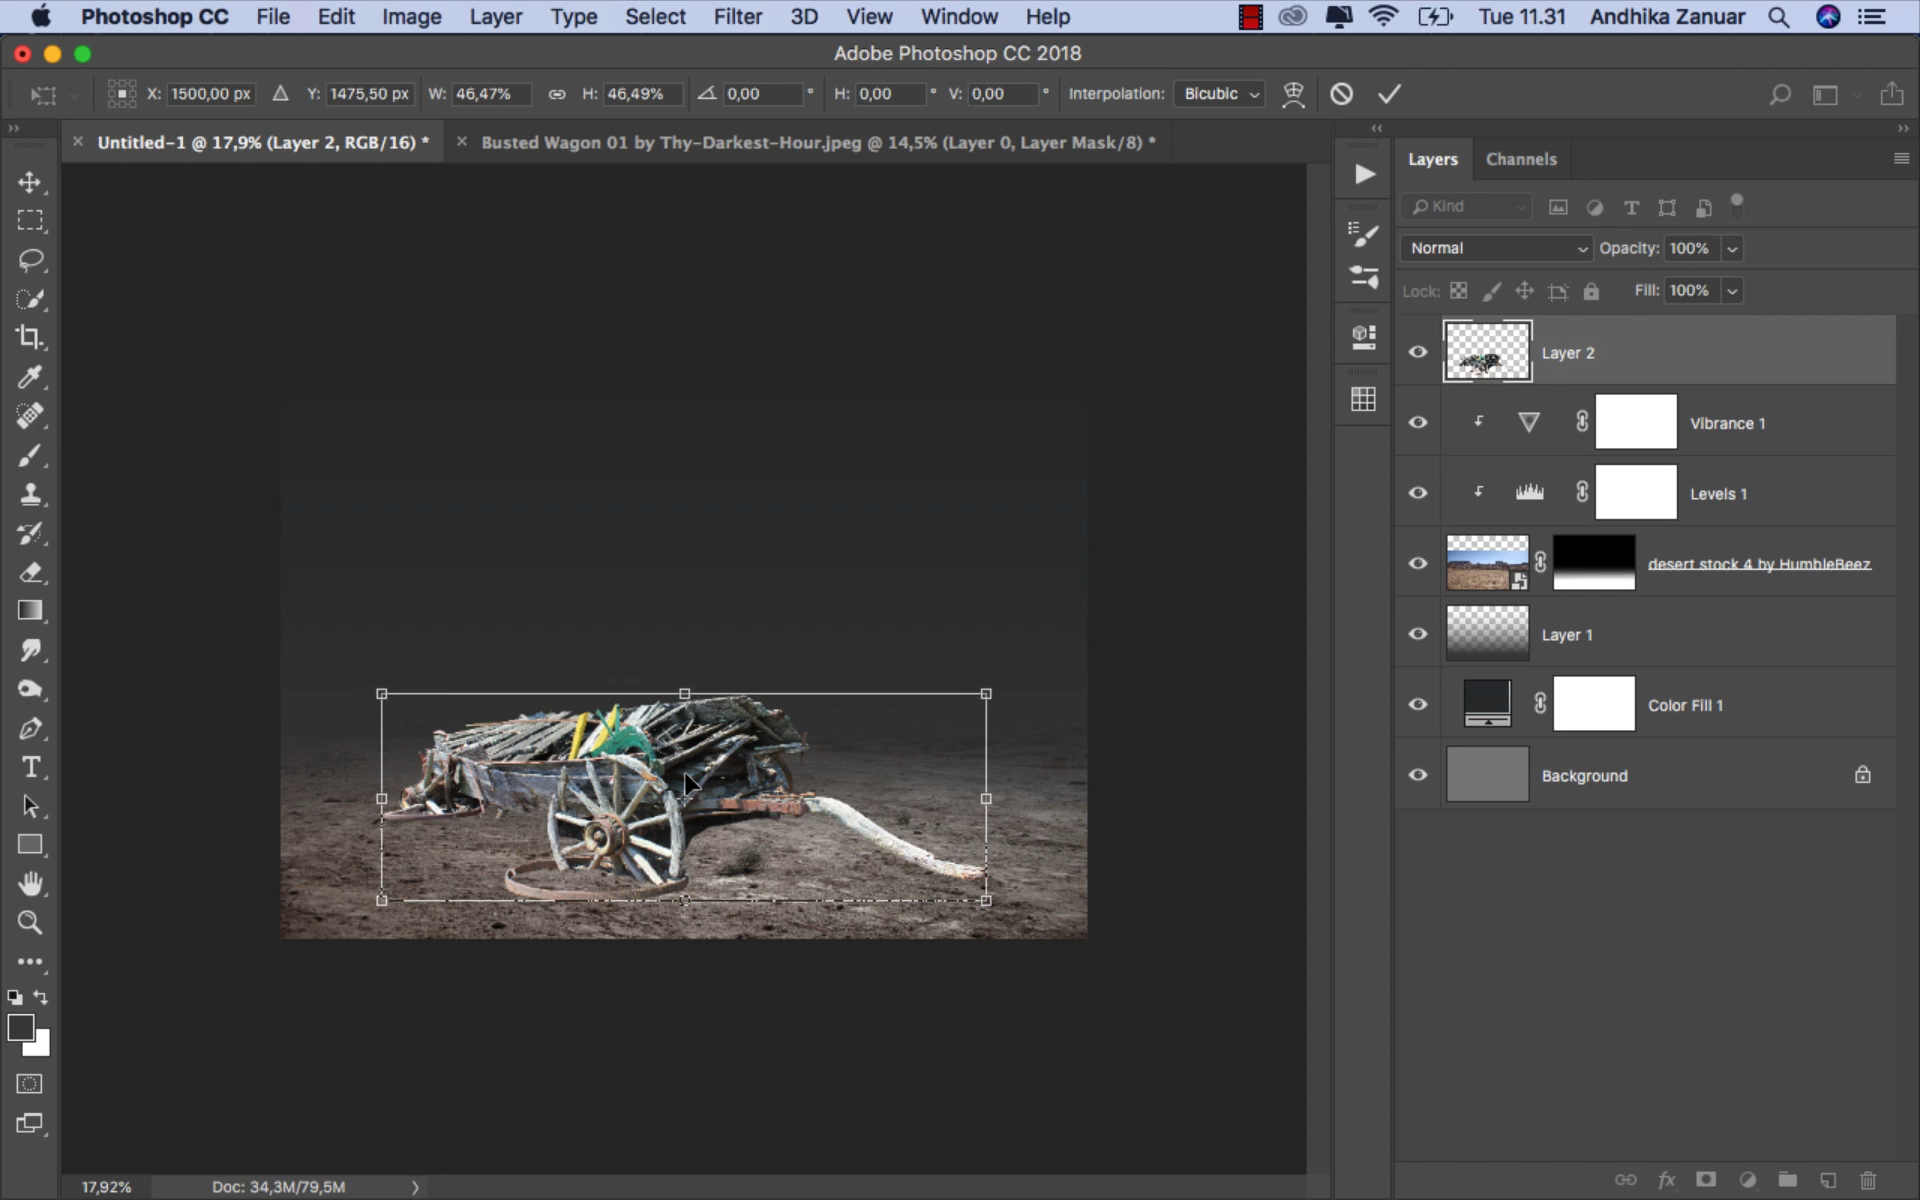 Photoshop CC File Edit Image Layer Type Select Filter 3D View Window Help Tue 11.31 Andhika Zanuar
Adobe Photoshop CC 2018
X: 1500,00 px Y: 1475,50 px W: 46,47% H: 46,49% 0,00 ° H: 0,00 ° V: 0,00 ° Interpolation: Bicubic
Untitled-1 @ 17,9% (Layer 2, RGB/16) * Busted Wagon 01 by Thy-Darkest-Hour.jpeg @ 14,5% (Layer 0, Layer Mask/8) *
Layers Channels
Kind
Normal Opacity: 100%
Lock: Fill: 100%
Layer 2
Vibrance 1
Levels 1
desert stock 4 by HumbleBeez
Layer 1
Color Fill 1
Background
17,92% Doc: 34,3M/79,5M